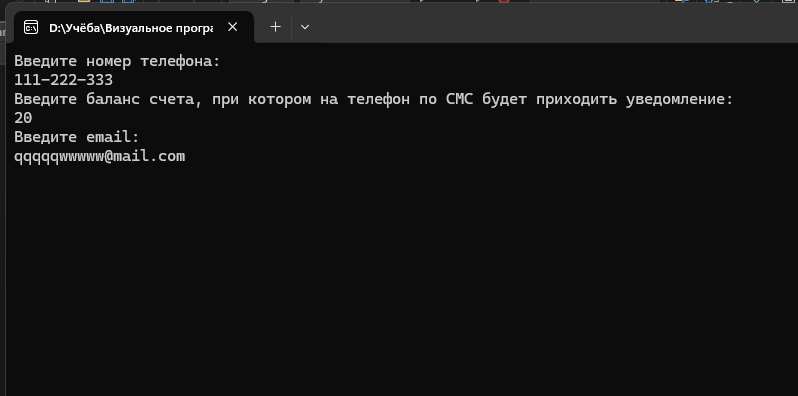 D:\Учёба\Визуальное програ
Введите номер телефона:
111-222-333
Введите баланс счета, при котором на телефон по СМС будет приходить уведомление:
20
Введите email:
qqqqqwwwww@mail.com